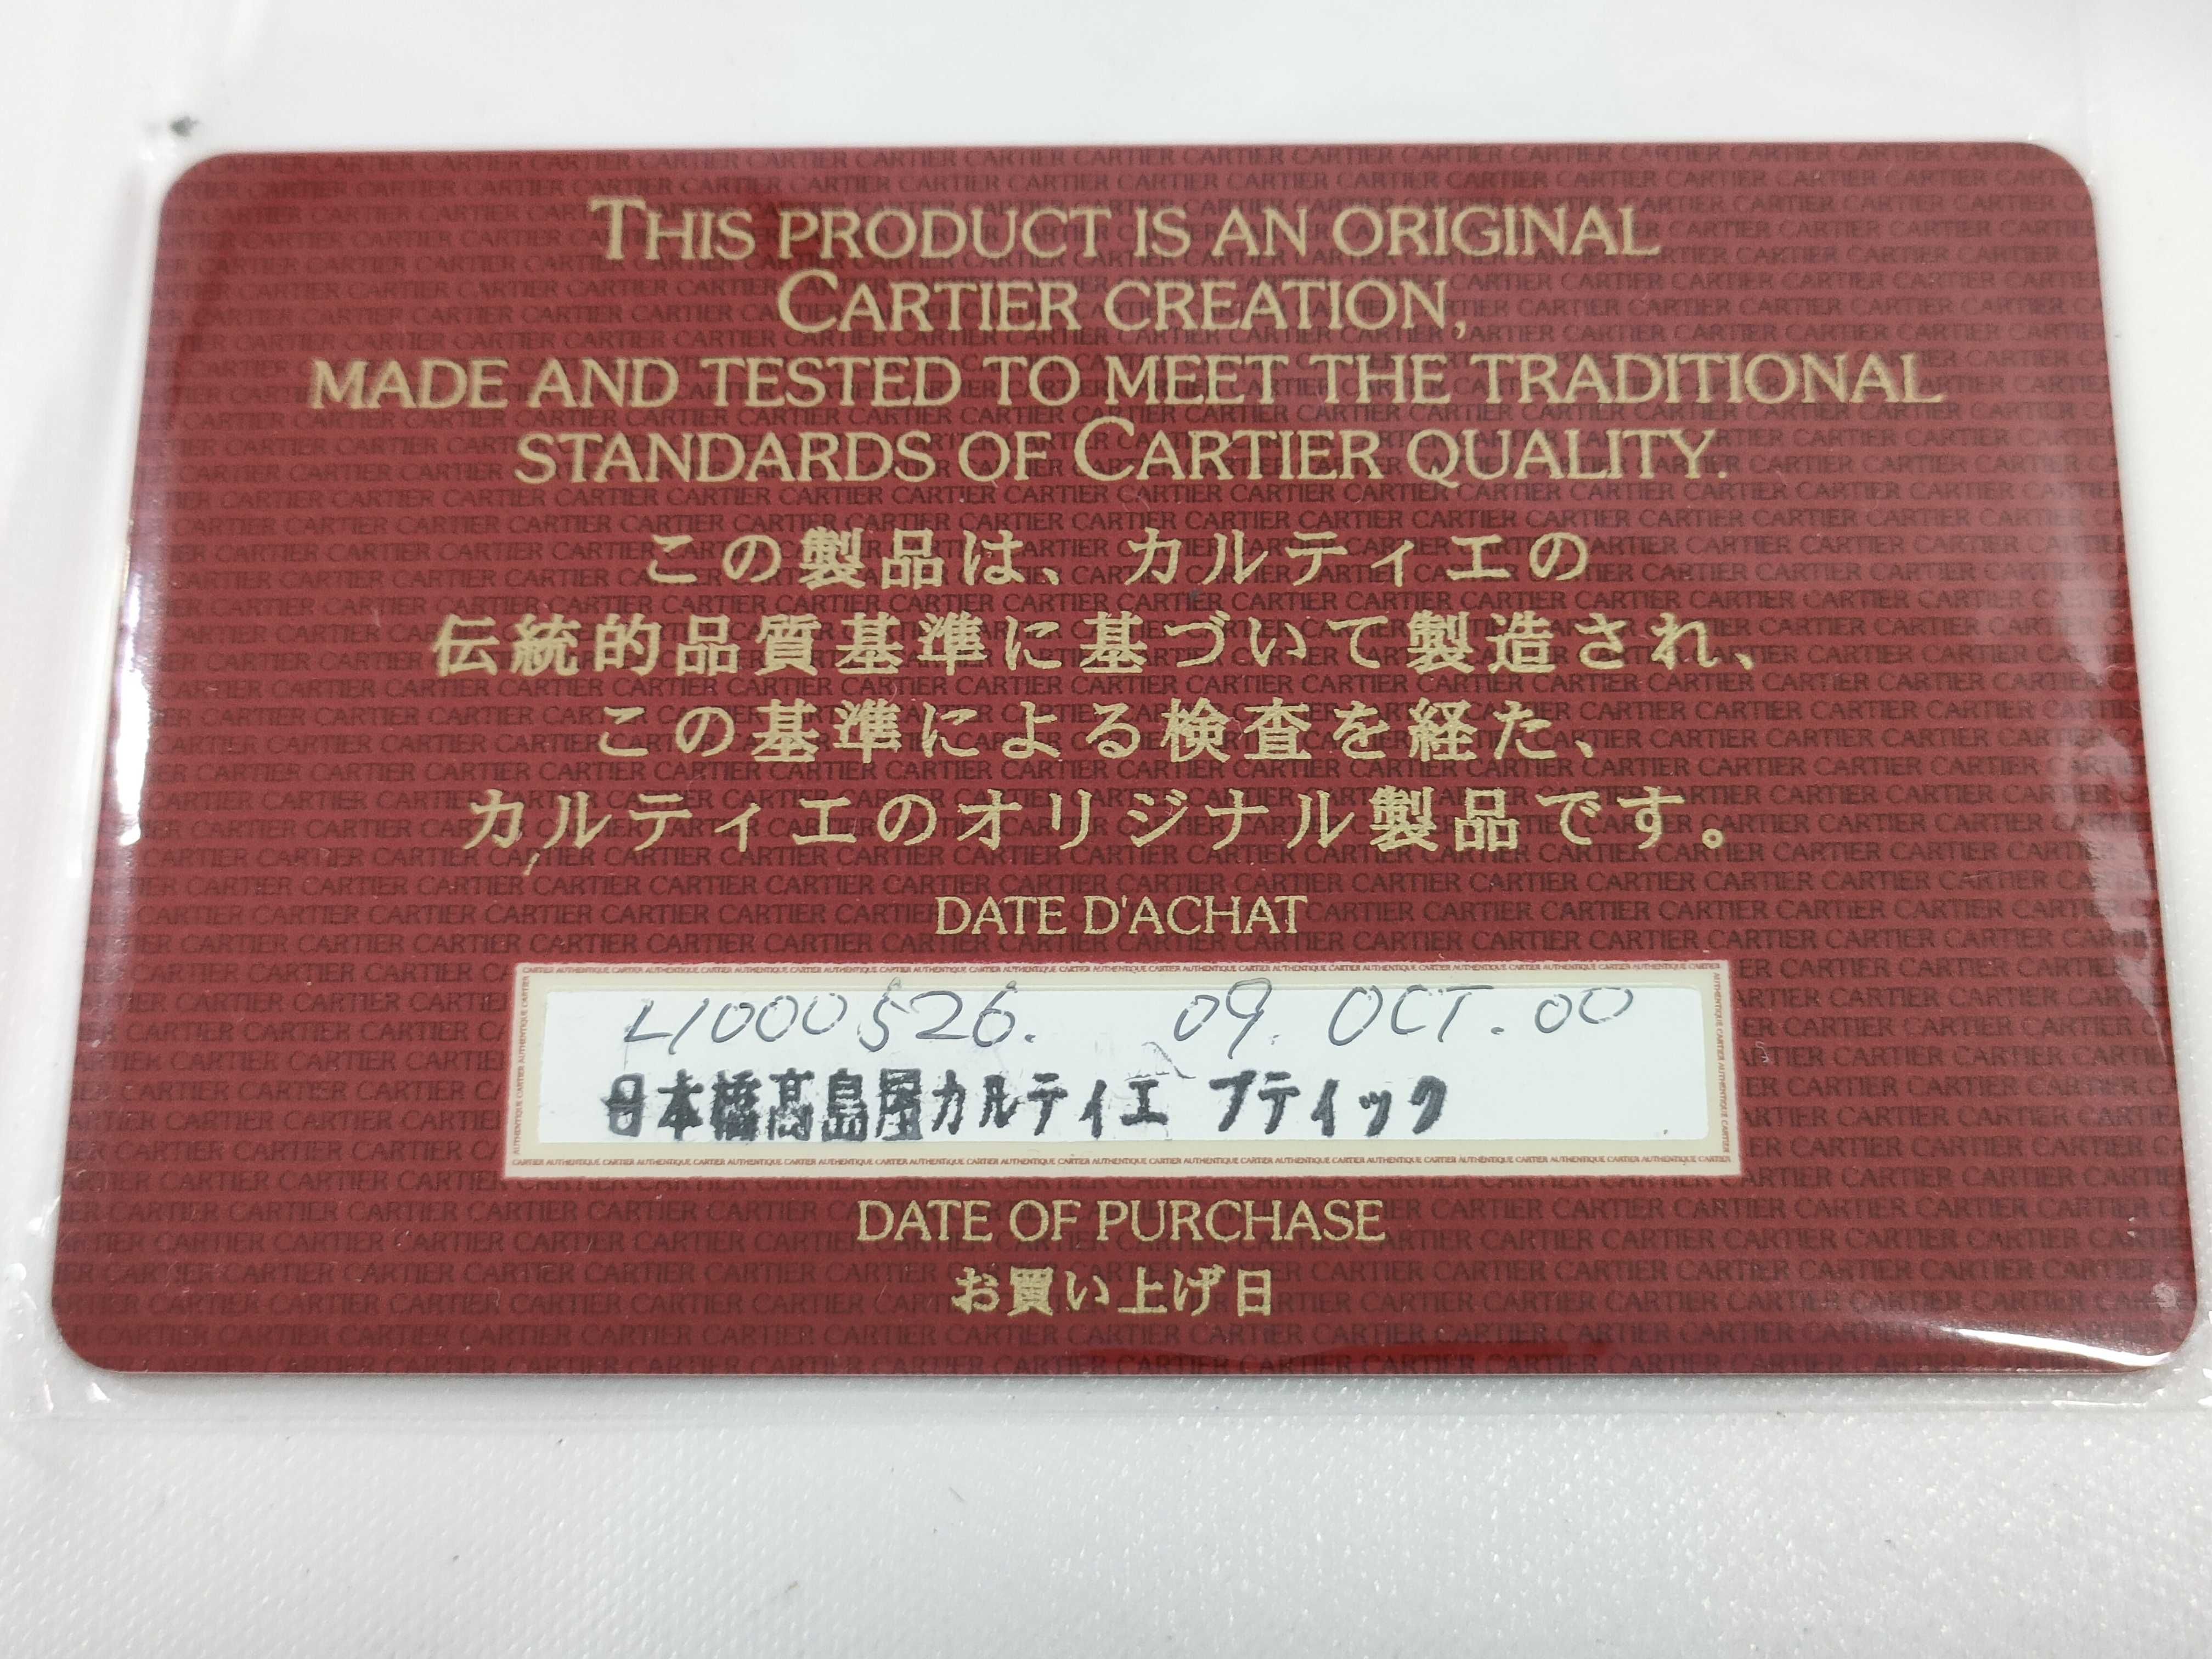 THIS PRODUCT IS AN ORIGINAL
CARTIER CREATION,
MADE AND TESTED TO MEET THE TRADITIONAL
STANDARDS OF CARTIER QUALITY.
この製品は、カルティエの
伝統的品質基準に基づいて製造され、
この基準による検査を経た、
カルティエのオリジナル製品です。
DATE D'ACHAT
L1000526. 09. OCT. 00
日本橋高島屋カルティエ ブティック
DATE OF PURCHASE
お買い上げ日